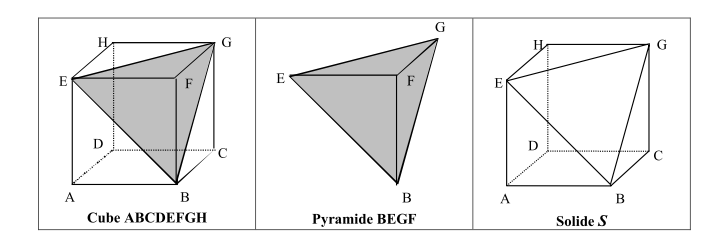 H G
E F
D C
A B
Cube ABCDEFGH
G
E F
B
Pyramide BEGF
H G
E
D C
A B
Solide S